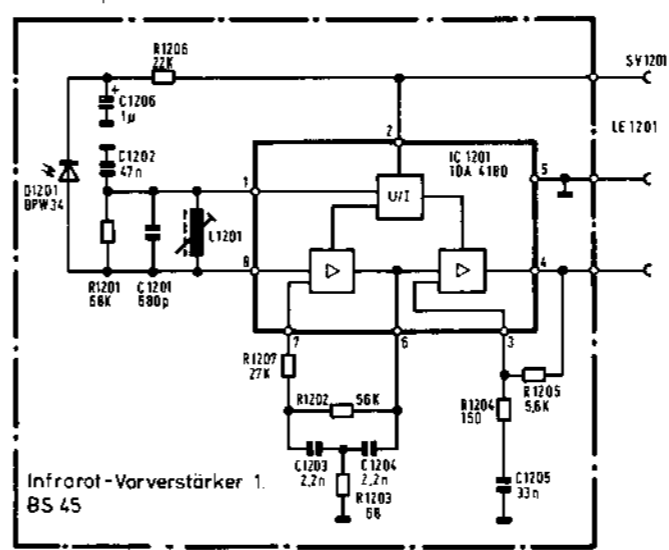 R1206
22K
SV1201
C1206
1µ
LE1201
2
IC 1201
TDA 4180
C1202
47n
5
1
U/I
D1201
BPW34
L1201
8
4
R1201
68K
C1201
680p
7
6
3
R1207
27K
R1202
56K
R1204
150
R1205
5,6K
C1203
2,2n
C1204
2,2n
R1203
68
C1205
33n
Infrarot-Vorverstärker 1.
BS 45